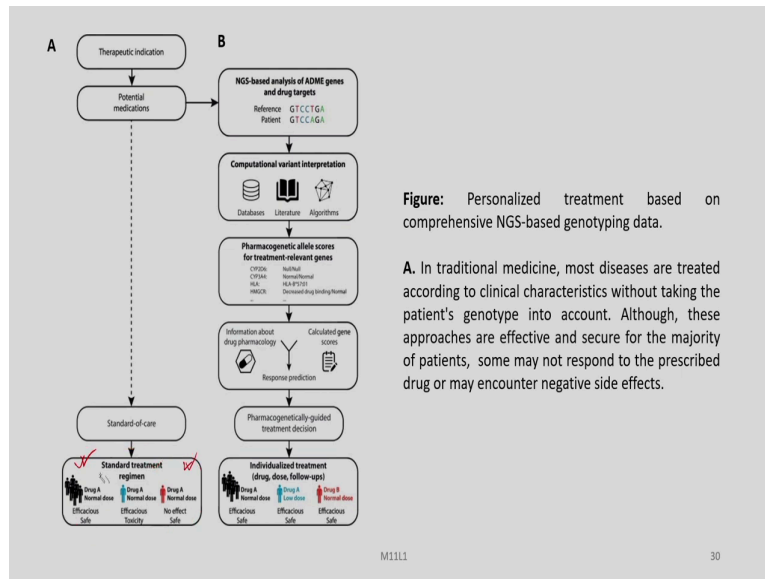 A
Therapeutic indication
Potential
medications
Standard-of-care
Standard treatment
regimen
Drug A
Normal dose
Drug A
Normal dose
Drug A
Normal dose
Efficacious
Safe
Efficacious
Toxicity
No effect
Safe
B
NGS-based analysis of ADME genes
and drug targets
Reference GTCCTGA
Patient GTCCAGA
Computational variant interpretation
Databases Literature Algorithms
Pharmacogenetic allele scores
for treatment-relevant genes
CYP2D6: Null/Null
CYP3A4: Normal/Normal
HLA: HLA-B*57:01
HMGCR: Decreased drug binding/Normal
...
...
Information about
drug pharmacology
Calculated gene
scores
Response prediction
Pharmacogenetically-guided
treatment decision
Individualized treatment
(drug, dose, follow-ups)
Drug A
Normal dose
Drug A
Low dose
Drug B
Normal dose
Efficacious
Safe
Efficacious
Safe
Efficacious
Safe
Figure: Personalized treatment based on
comprehensive NGS-based genotyping data.
A. In traditional medicine, most diseases are treated
according to clinical characteristics without taking the
patient's genotype into account. Although, these
approaches are effective and secure for the majority
of patients, some may not respond to the prescribed
drug or may encounter negative side effects.
M11L1
30